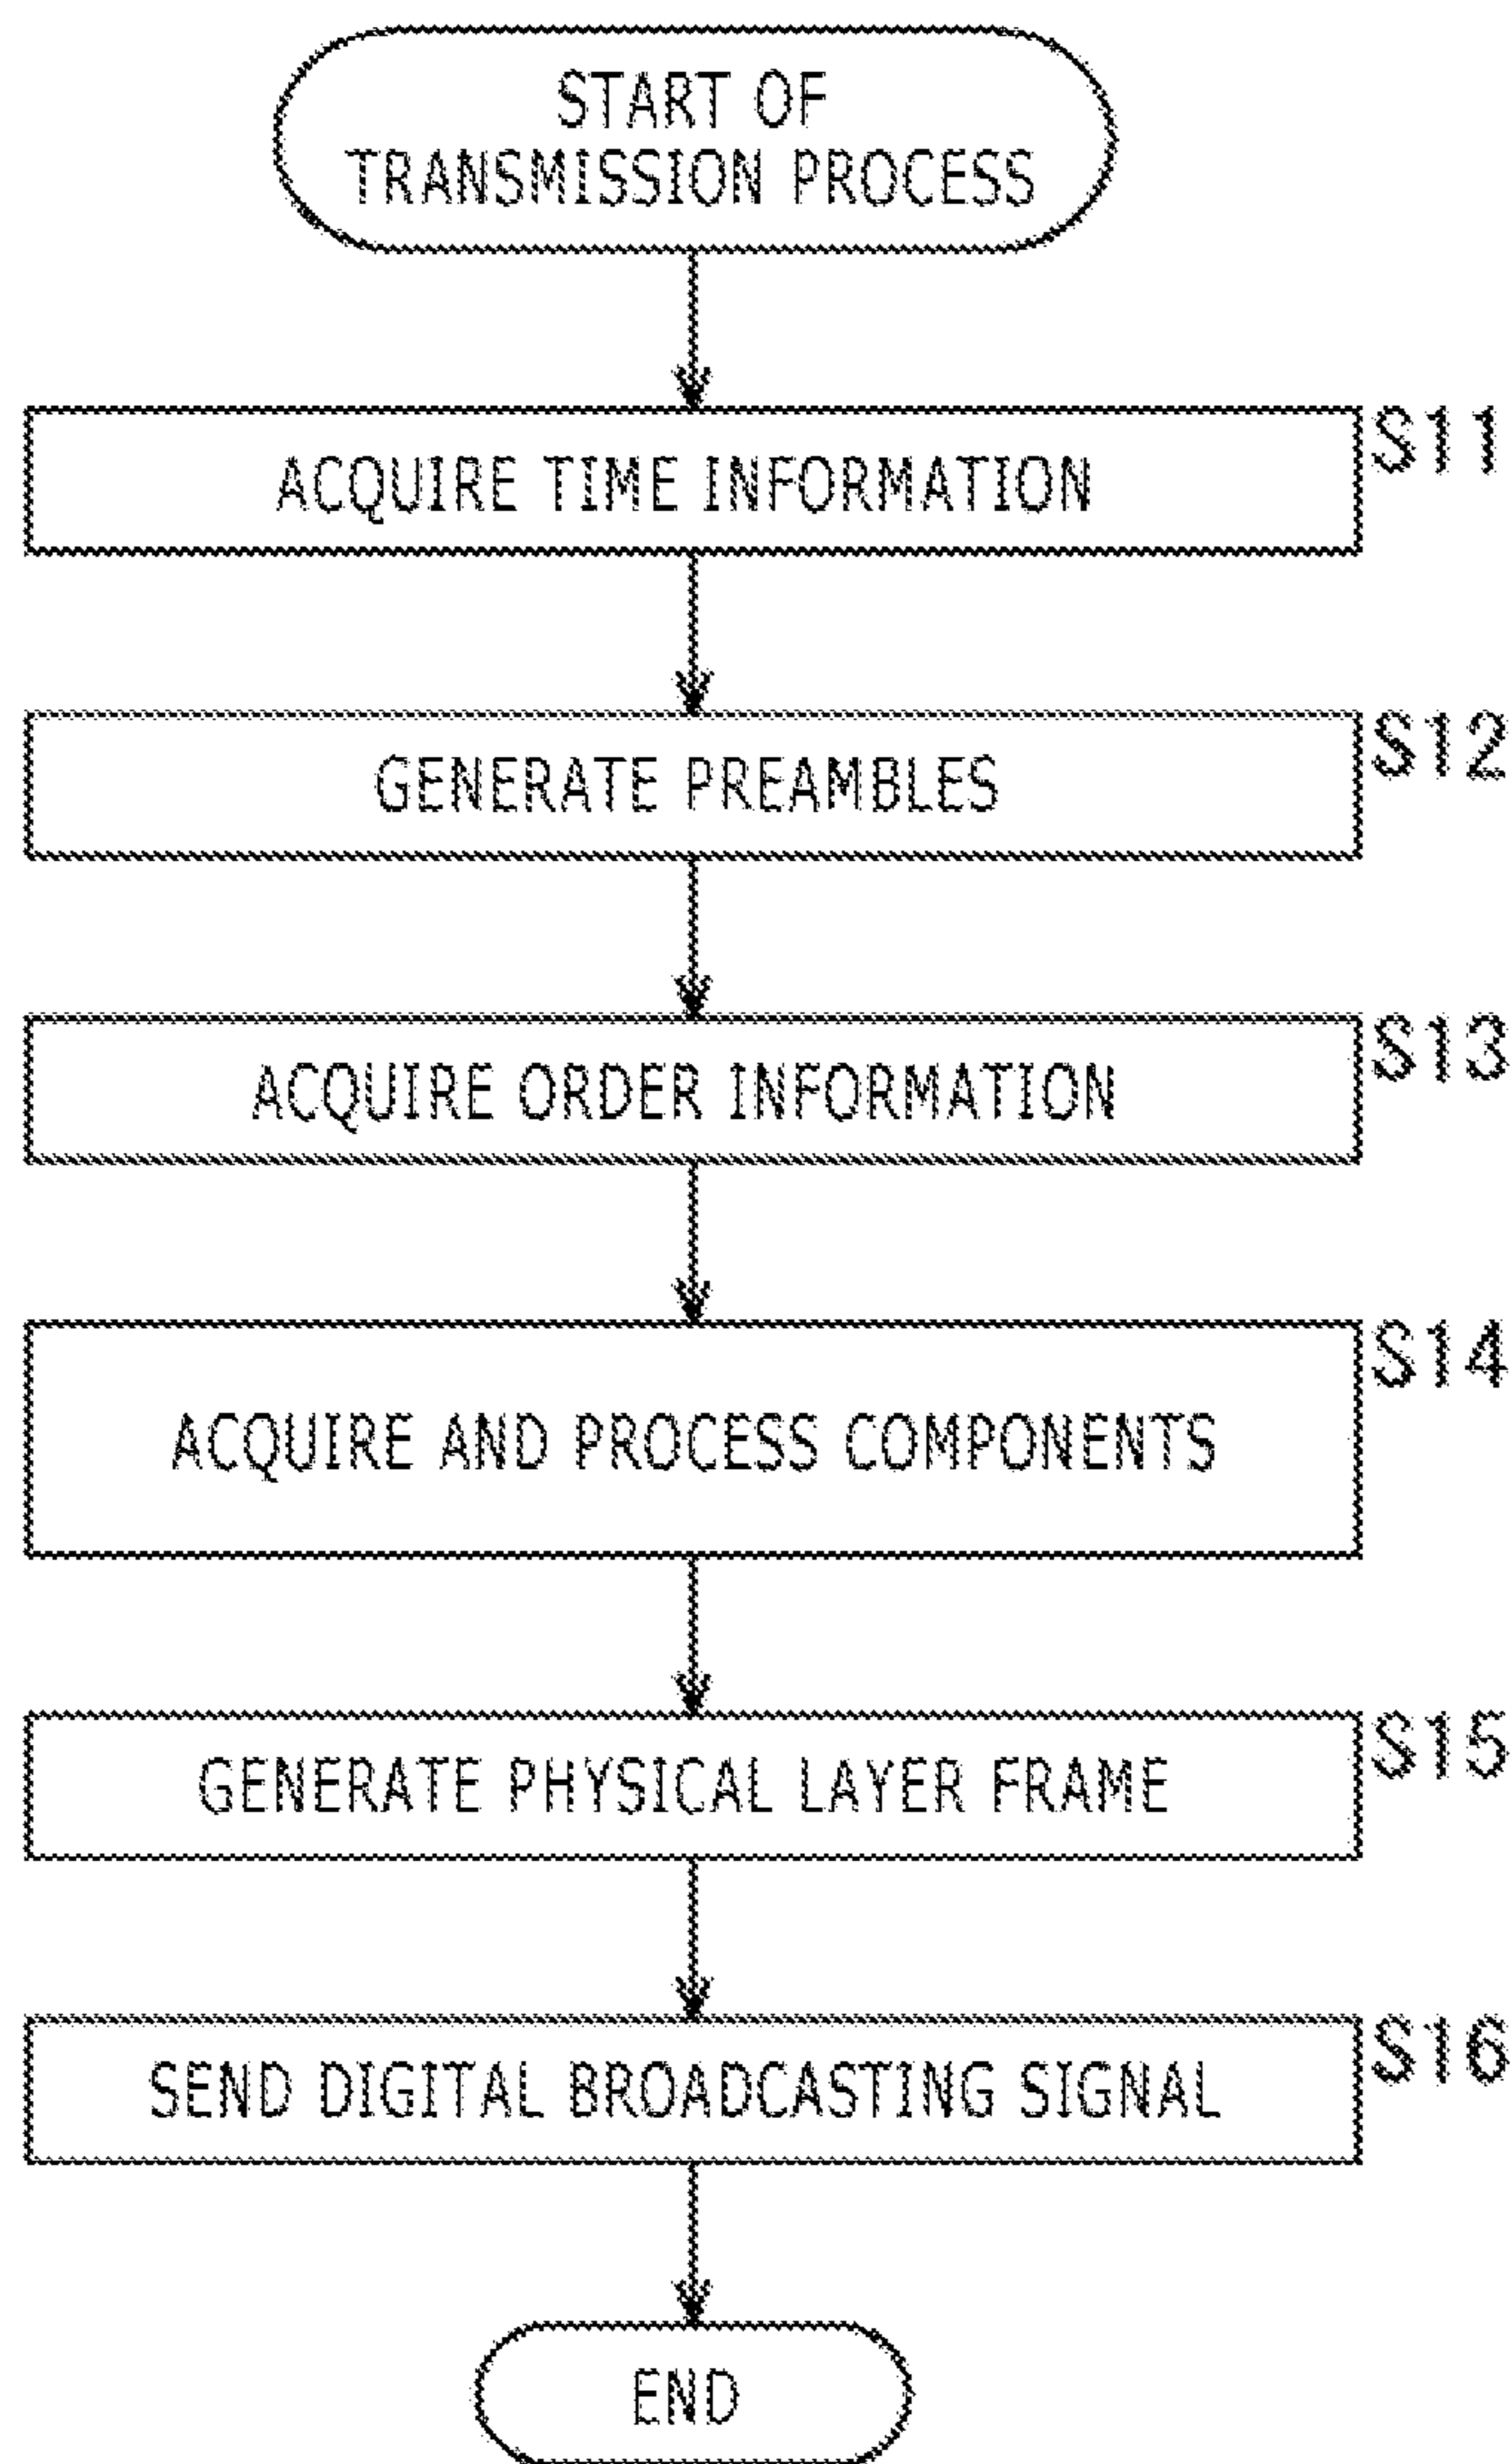 START OF
TRANSMISSION PROCESS
ACQUIRE TIME INFORMATION
S11
GENERATE PREAMBLES
S12
ACQUIRE ORDER INFORMATION
S13
ACQUIRE AND PROCESS COMPONENTS
S14
GENERATE PHYSICAL LAYER FRAME
S15
SEND DIGITAL BROADCASTING SIGNAL
S16
END